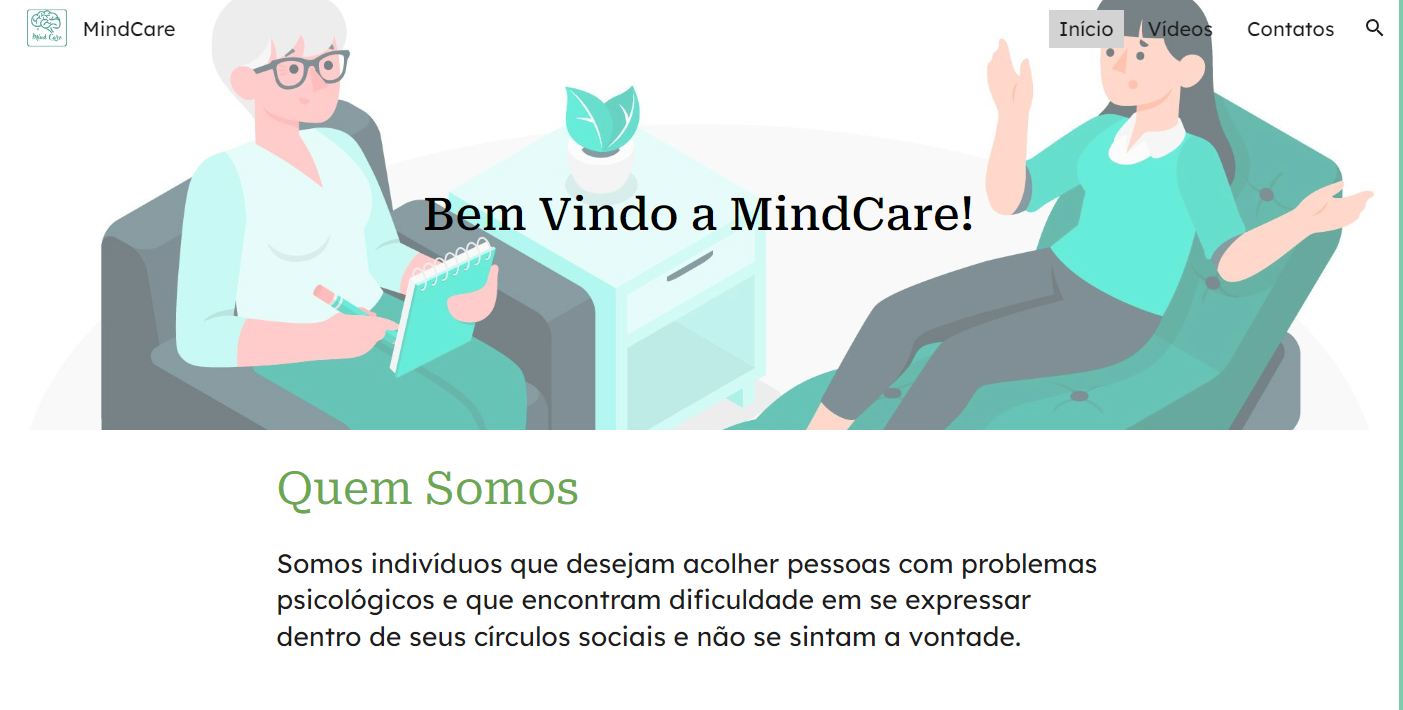 Mind Care
MindCare
Início
Vídeos
Contatos
Bem Vindo a MindCare!
Quem Somos
Somos indivíduos que desejam acolher pessoas com problemas
psicológicos e que encontram dificuldade em se expressar
dentro de seus círculos sociais e não se sintam a vontade.